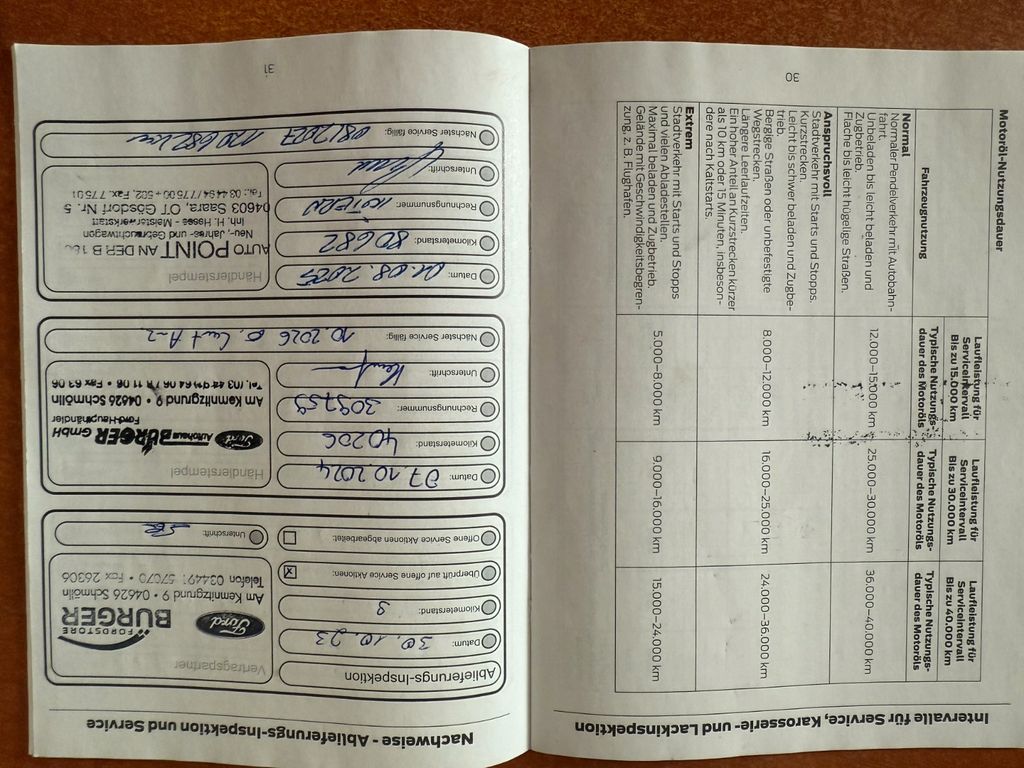 Nachweise - Ablieferungs-Inspektion und Service
Ablieferungs-Inspektion
Datum: 30.10.23
Kilometerstand: 9
Überprüft auf offene Service Aktionen: x
offene Service Aktionen abgearbeitet:
Vertragspartner
Ford
FORDSTORE
BÜRGER
Am Kemnitzgrund 9 • 04626 Schmölln
Telefon 034491 57070 • Fax 26306
Unterschrift:
Datum: 07.10.2024
Kilometerstand: 40206
Rechnungsnummer: 309759
Unterschrift:
Nächster Service fällig: 10.2026
Händlerstempel
Ford Autohaus BÜRGER GmbH
Ford-Haupthändler
Am Kemnitzgrund 9 • 04626 Schmölln
Datum: 01.08.2025
Kilometerstand: 80682
Rechnungsnummer: INTERN
Unterschrift:
Nächster Service fällig: 08/2027 120682 km
Händlerstempel
AUTO POINT AN DER B
Neu-, Jahres- und Gebrauchtwagen
Inh. H. Hesse - Meisterwerkstatt
04603 Saara, OT Gösdorf Nr. 5
31
Intervalle für Service, Karosserie- und Lackinspektion
Motoröl-Nutzungsdauer
Fahrzeugnutzung
Laufleistung für Serviceintervall Bis zu 15.000 km
Laufleistung für Serviceintervall Bis zu 30.000 km
Laufleistung für Serviceintervall Bis zu 40.000 km
Typische Nutzungs-dauer des Motoröls
Typische Nutzungs-dauer des Motoröls
Typische Nutzungs-dauer des Motoröls
Normal
Normaler Pendelverkehr mit Autobahn-
fahrt.
Unbeladen bis leicht beladen und
Zugbetrieb.
Flache bis leicht hügelige Straßen.
12.000–15.000 km
25.000–30.000 km
36.000–40.000 km
Anspruchsvoll
Stadtverkehr mit Starts und Stopps.
Kurzstrecken.
Leicht bis schwer beladen und Zugbe-
trieb.
Bergige Straßen oder unbefestigte
Wegstrecken.
Längere Leerlaufzeiten.
Ein hoher Anteil an Kurzstrecken kürzer
als 10 km oder 15 Minuten, insbeson-
dere nach Kaltstarts.
8.000–12.000 km
16.000–25.000 km
24.000–36.000 km
Extrem
Stadtverkehr mit Starts und Stopps
und vielen Abladestellen.
Maximal beladen und Zugbetrieb.
Gelände mit Geschwindigkeitsbegren-
zung, z. B. Flughafen.
5.000–8.000 km
9.000–16.000 km
15.000–24.000 km
30